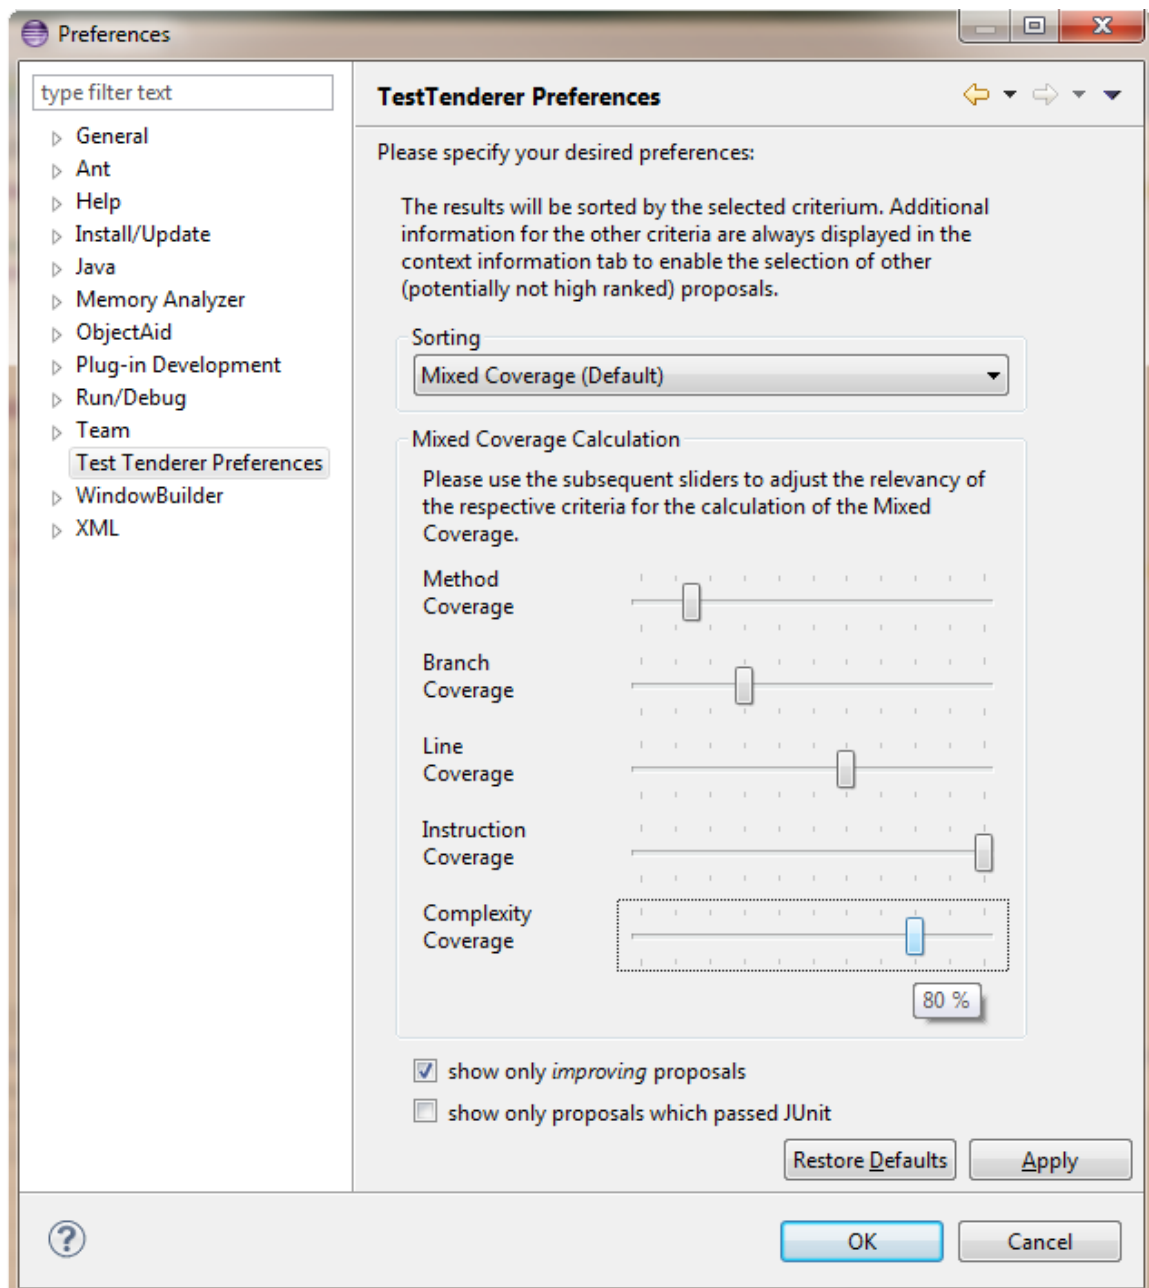 Preferences
type filter text
General
Ant
Help
Install/Update
Java
Memory Analyzer
ObjectAid
Plug-in Development
Run/Debug
Team
Test Tenderer Preferences
WindowBuilder
XML
TestTenderer Preferences
Please specify your desired preferences:
The results will be sorted by the selected criterium. Additional
information for the other criteria are always displayed in the
context information tab to enable the selection of other
(potentially not high ranked) proposals.
Sorting
Mixed Coverage (Default)
Mixed Coverage Calculation
Please use the subsequent sliders to adjust the relevancy of
the respective criteria for the calculation of the Mixed
Coverage.
Method
Coverage
Branch
Coverage
Line
Coverage
Instruction
Coverage
Complexity
Coverage
80 %
show only improving proposals
show only proposals which passed JUnit
Restore Defaults
Apply
?
OK
Cancel